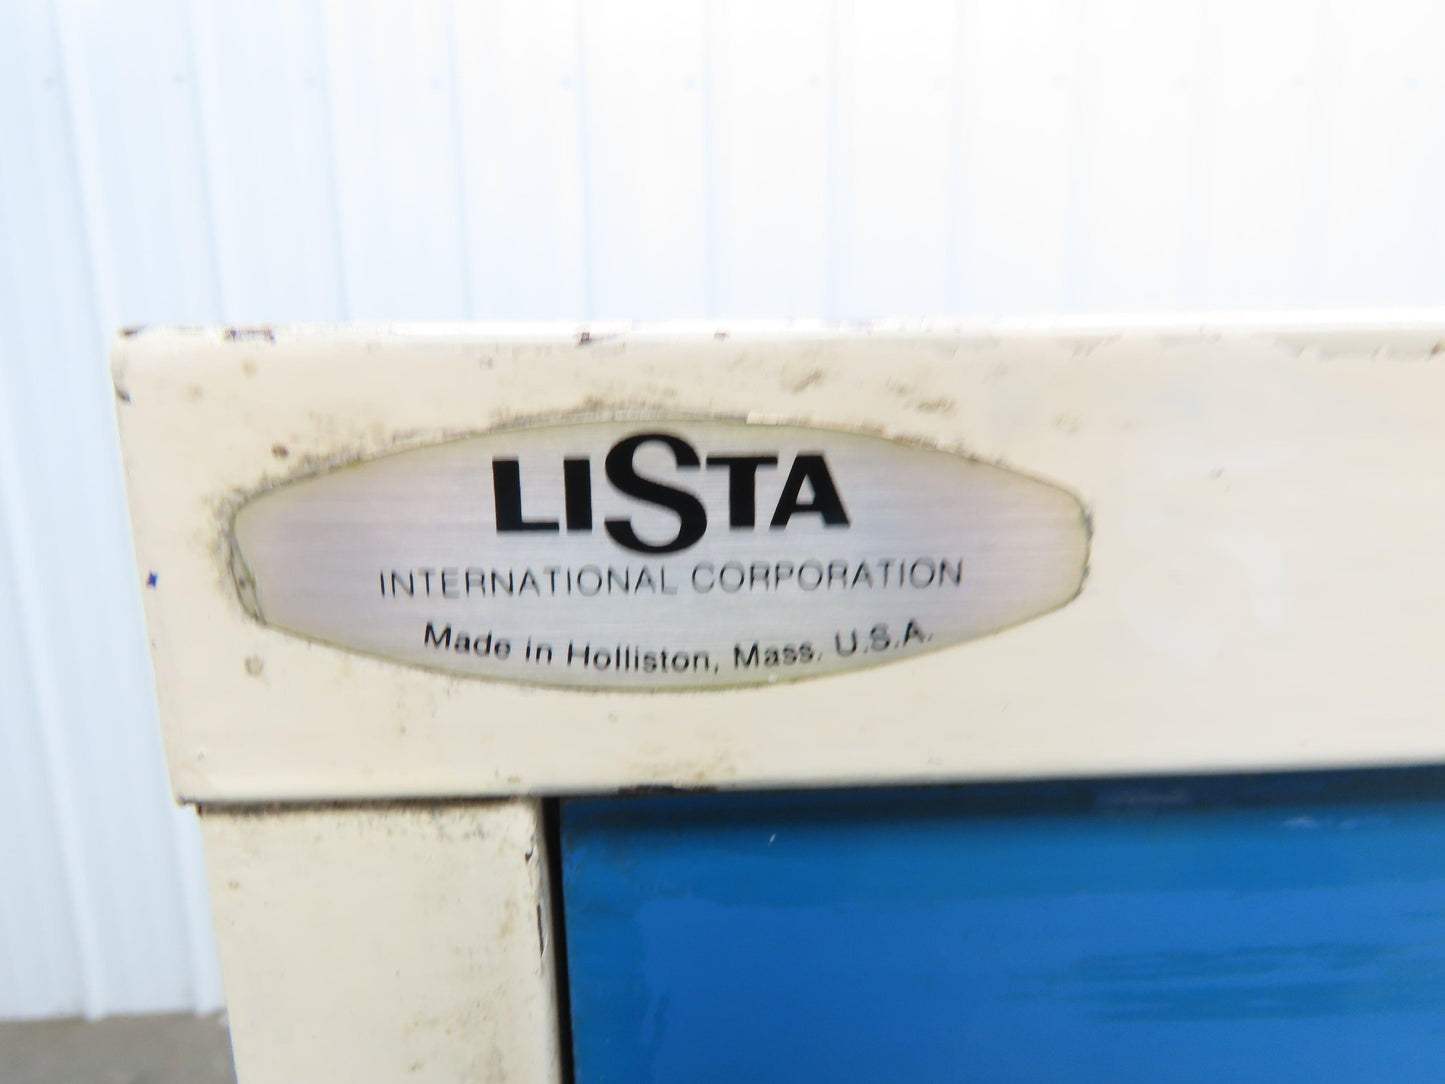 LISTA
INTERNATIONAL CORPORATION
Made in Holliston, Mass. U.S.A.